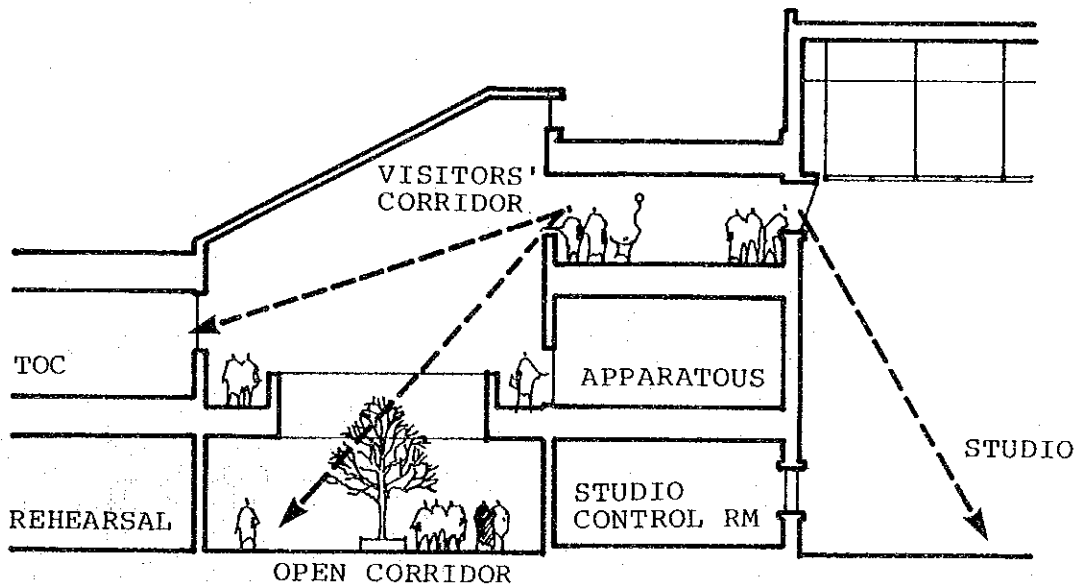 VISITORS'
CORRIDOR
TOC
APPARATOUS
STUDIO
REHEARSAL
STUDIO
CONTROL RM
OPEN CORRIDOR